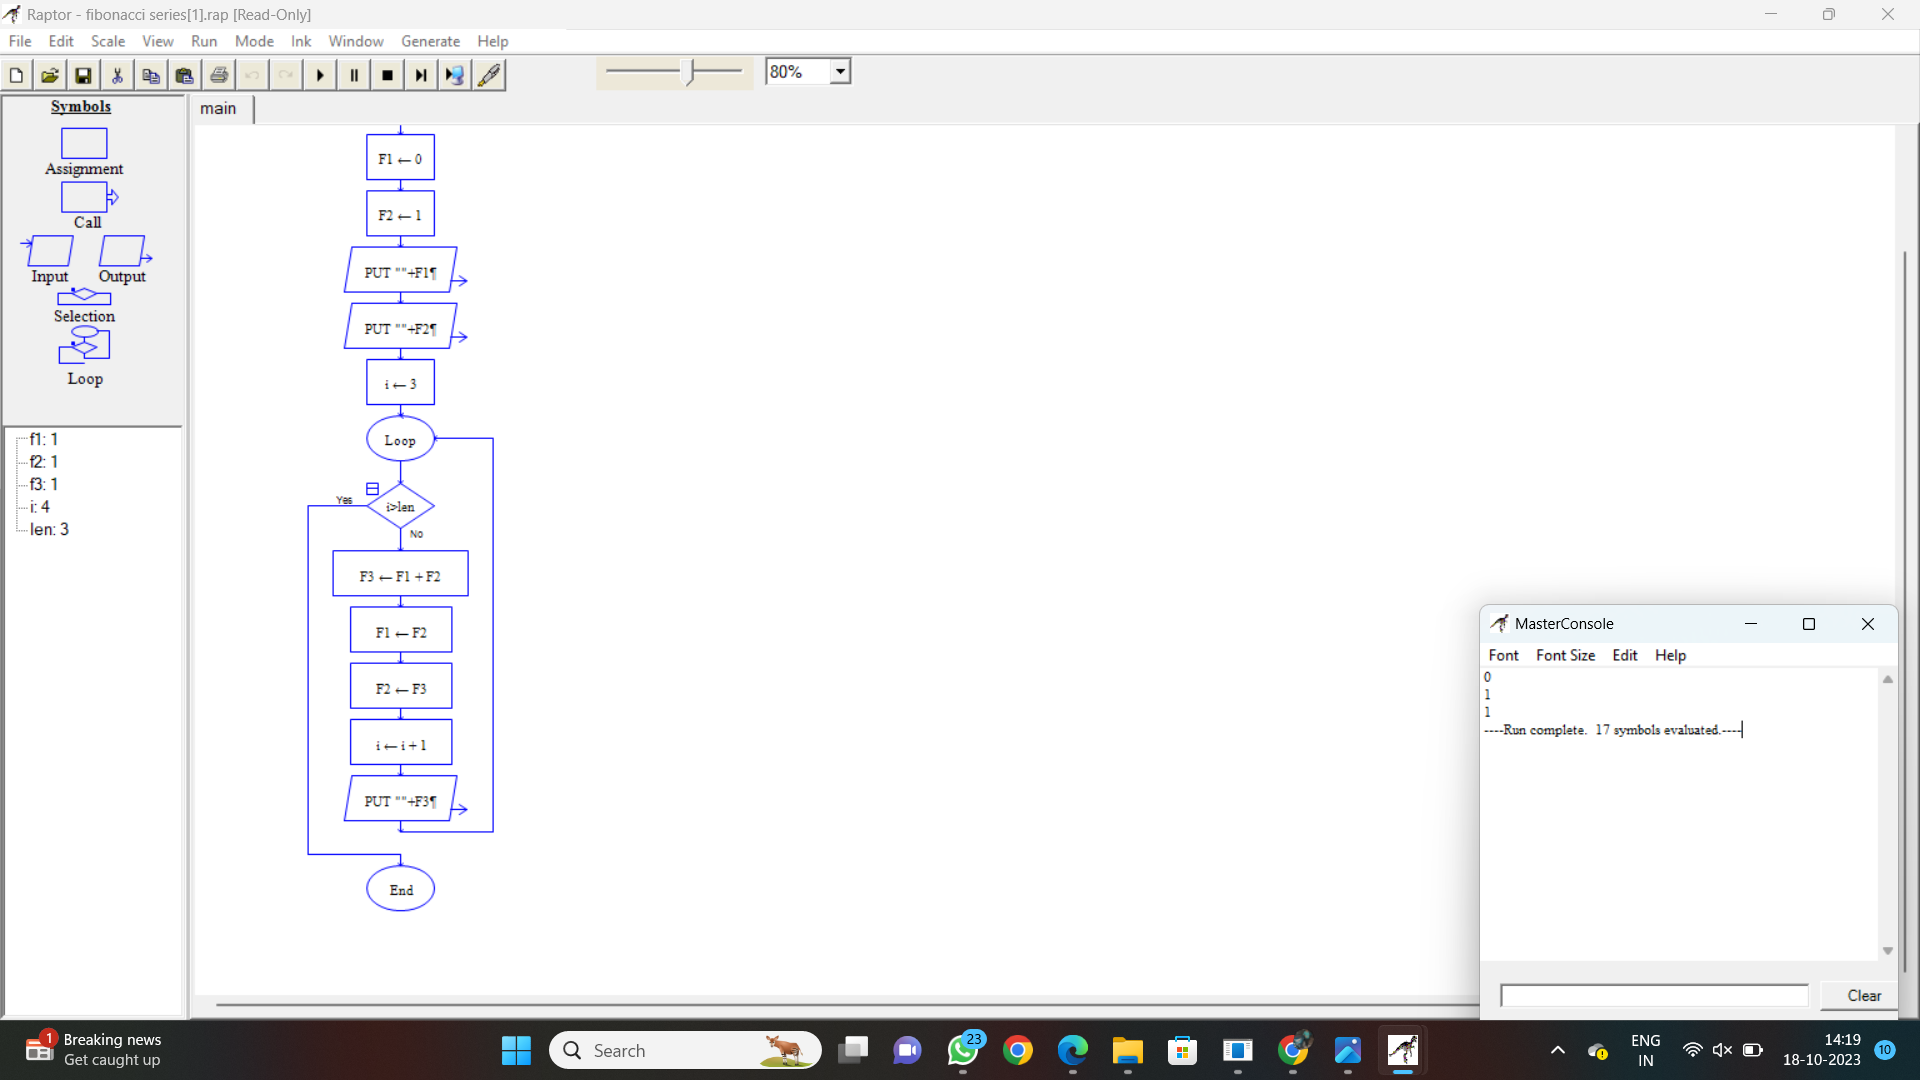 Raptor - fibonacci series[1].rap [Read-Only]
File Edit Scale View Run Mode Ink Window Generate Help
80%
Symbols
Assignment
Call
Input Output
Selection
Loop
f1: 1
f2: 1
f3: 1
i: 4
len: 3
main
F1 ← 0
F2 ← 1
PUT ""+F1¶
PUT ""+F2¶
i ← 3
Loop
Yes
i>len
No
F3 ← F1 + F2
F1 ← F2
F2 ← F3
i ← i + 1
PUT ""+F3¶
End
MasterConsole
Font Font Size Edit Help
0
1
1
----Run complete.  17 symbols evaluated.----
Clear
1
Breaking news
Get caught up
Search
23
ENG
IN
14:19
18-10-2023
10